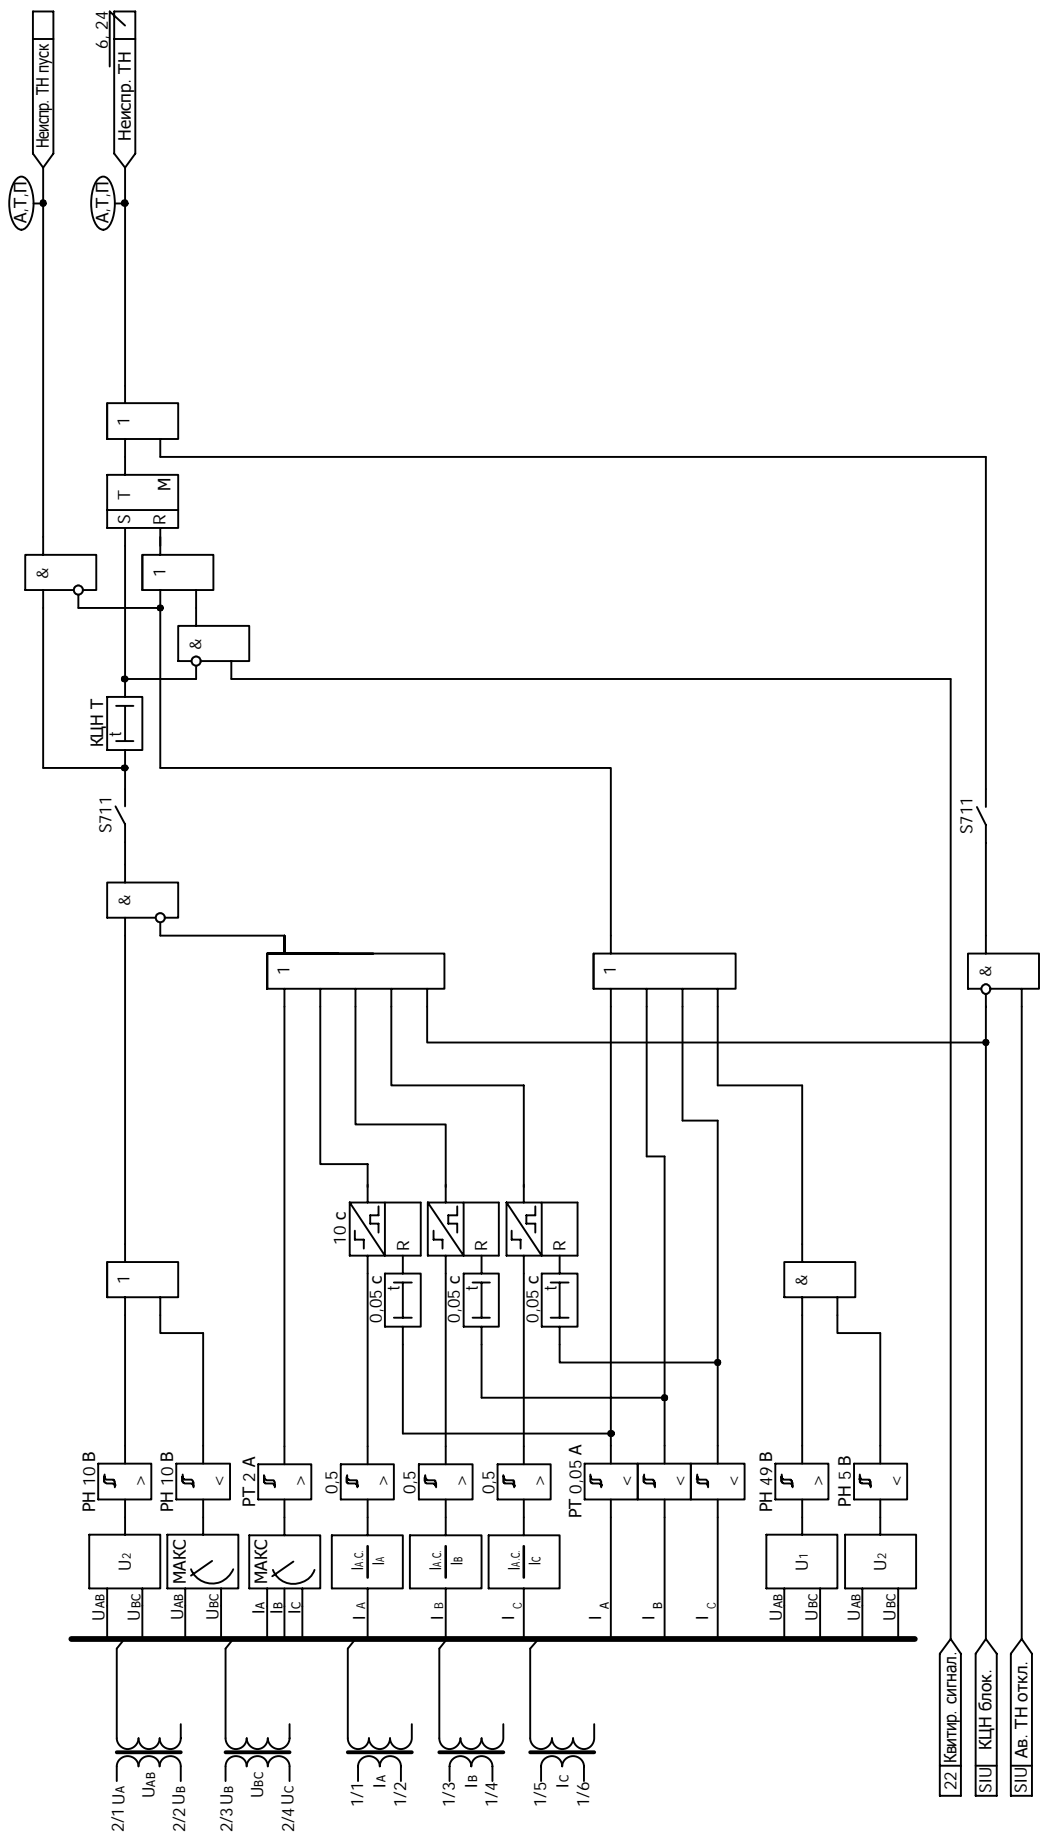 Неиспр. ТН пуск
6, 24
Неиспр. ТН
А,Т,П
А,Т,П
1
Т
М
S
R
&
1
&
КЦН Т
t
S711
S711
&
1
1
&
10 с
R
R
R
0,05 с
t
0,05 с
t
0,05 с
t
1
&
РН 10 В
>
РН 10 В
<
РТ 2 А
>
0,5
>
0,5
>
0,5
>
РТ 0,05 А
<
<
<
РН 49 В
>
РН 5 В
<
U2
МАКС
МАКС
IA.C.
IA
IA.C.
IB
IA.C.
IC
U1
U2
UAB
UBC
UAB
UBC
IA
IB
IC
I A
I B
I C
I A
I B
I C
UAB
UBC
UAB
UBC
2/1 UA
UAB
2/2 UB
2/3 UB
UBC
2/4 UC
1/1
IA
1/2
1/3
IB
1/4
1/5
IC
1/6
22 Квитир. сигнал.
SIU КЦН блок.
SIU Ав. ТН откл.